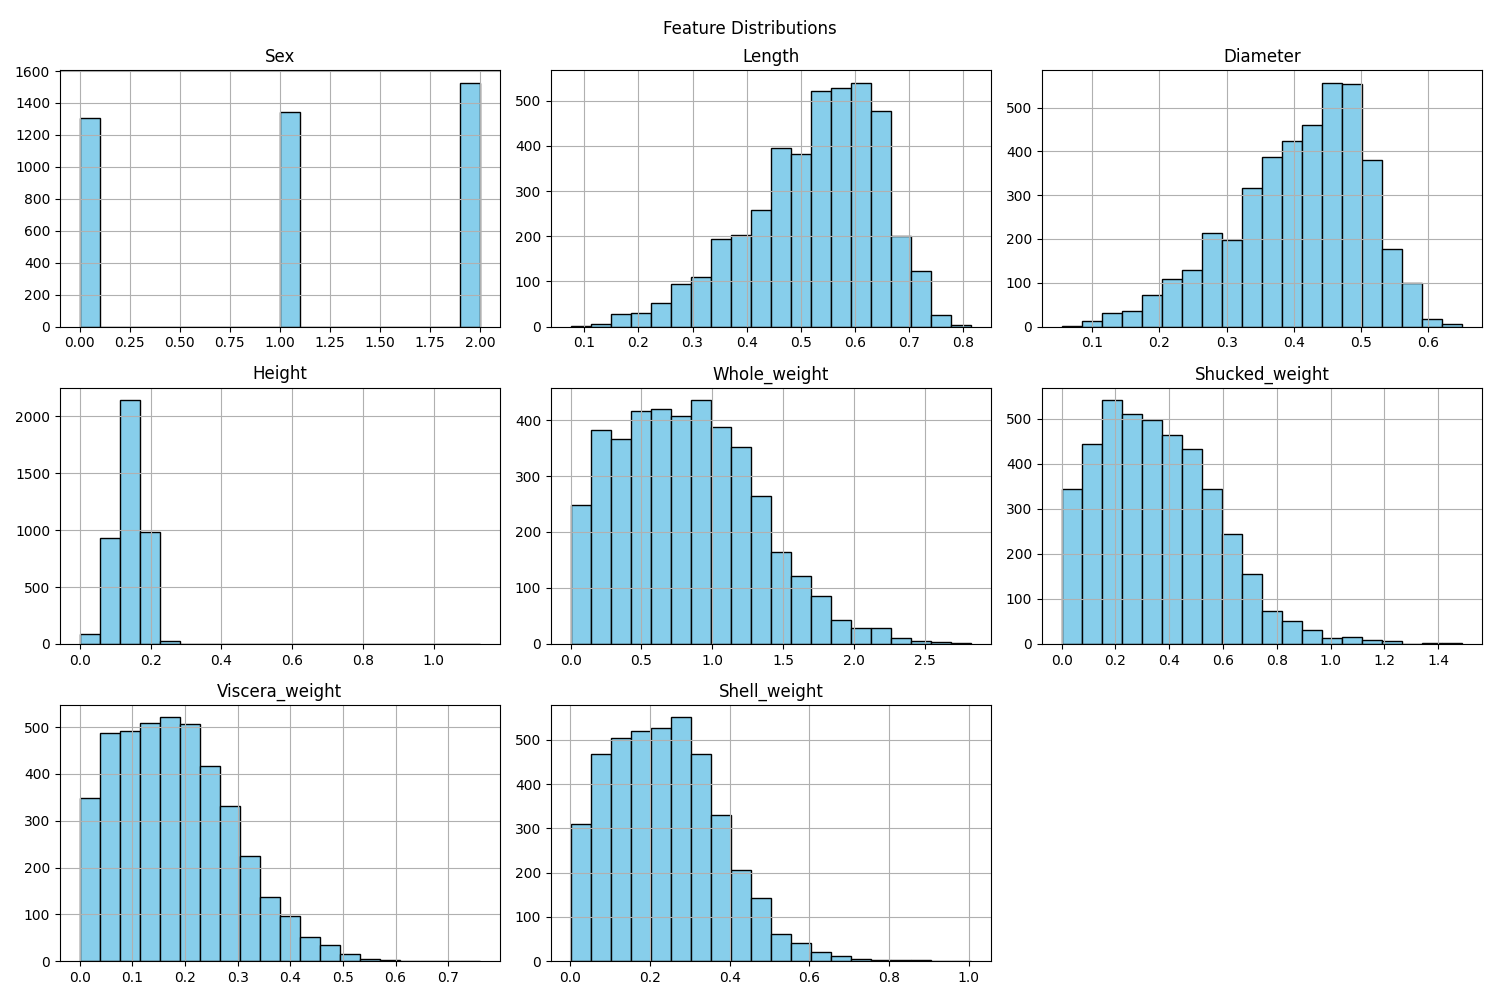 Feature Distributions
Sex
Length
Diameter
1600
1400
1200
1000
800
600
400
200
0
0.00 0.25 0.50 0.75 1.00 1.25 1.50 1.75 2.00
500
400
300
200
100
0
0.1 0.2 0.3 0.4 0.5 0.6 0.7 0.8
500
400
300
200
100
0
0.1 0.2 0.3 0.4 0.5 0.6
Height
Whole_weight
Shucked_weight
2000
1500
1000
500
0
0.0 0.2 0.4 0.6 0.8 1.0
400
300
200
100
0
0.0 0.5 1.0 1.5 2.0 2.5
500
400
300
200
100
0
0.0 0.2 0.4 0.6 0.8 1.0 1.2 1.4
Viscera_weight
Shell_weight
500
400
300
200
100
0
0.0 0.1 0.2 0.3 0.4 0.5 0.6 0.7
500
400
300
200
100
0
0.0 0.2 0.4 0.6 0.8 1.0